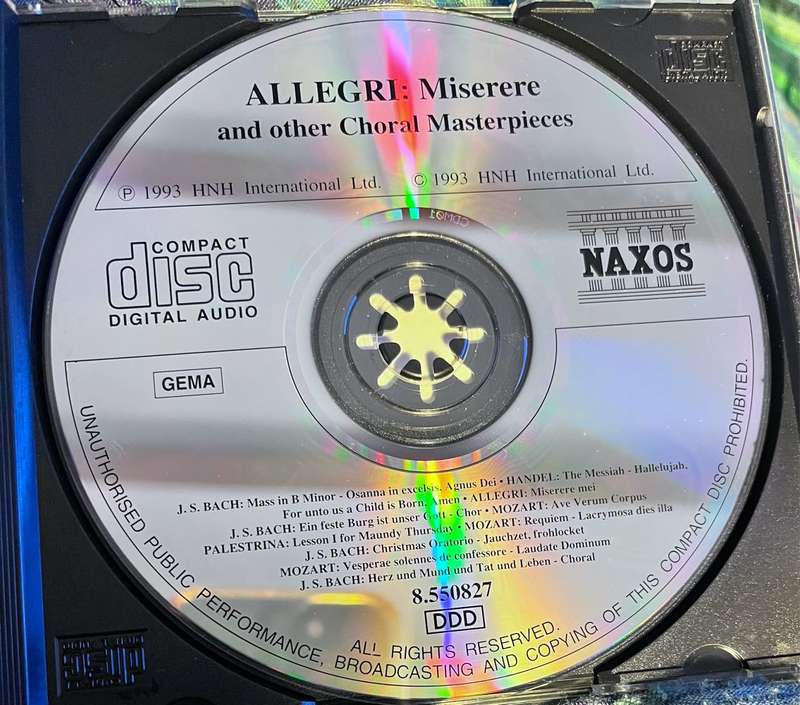 ALLEGRI: Miserere
and other Choral Masterpieces
Ⓟ 1993 HNH International Ltd. © 1993 HNH International Ltd.
COMPACT
disc
DIGITAL AUDIO
NAXOS
GEMA
J. S. BACH: Mass in B Minor - Osanna in excelsis, Agnus Dei • HANDEL: The Messiah - Hallelujah,
For unto us a Child is Born, Amen • ALLEGRI: Miserere mei
J. S. BACH: Ein feste Burg ist unser Gott - Chor • MOZART: Ave Verum Corpus
PALESTRINA: Lesson I for Maundy Thursday • MOZART: Requiem - Lacrymosa dies illa
J. S. BACH: Christmas Oratorio - Jauchzet, frohlocket
MOZART: Vesperae solennes de confessore - Laudate Dominum
J. S. BACH: Herz und Mund und Tat und Leben - Choral
8.550827
DDD
ALL RIGHTS RESERVED.
UNAUTHORISED PUBLIC PERFORMANCE, BROADCASTING AND COPYING OF THIS COMPACT DISC PROHIBITED.
COMPACT
disc